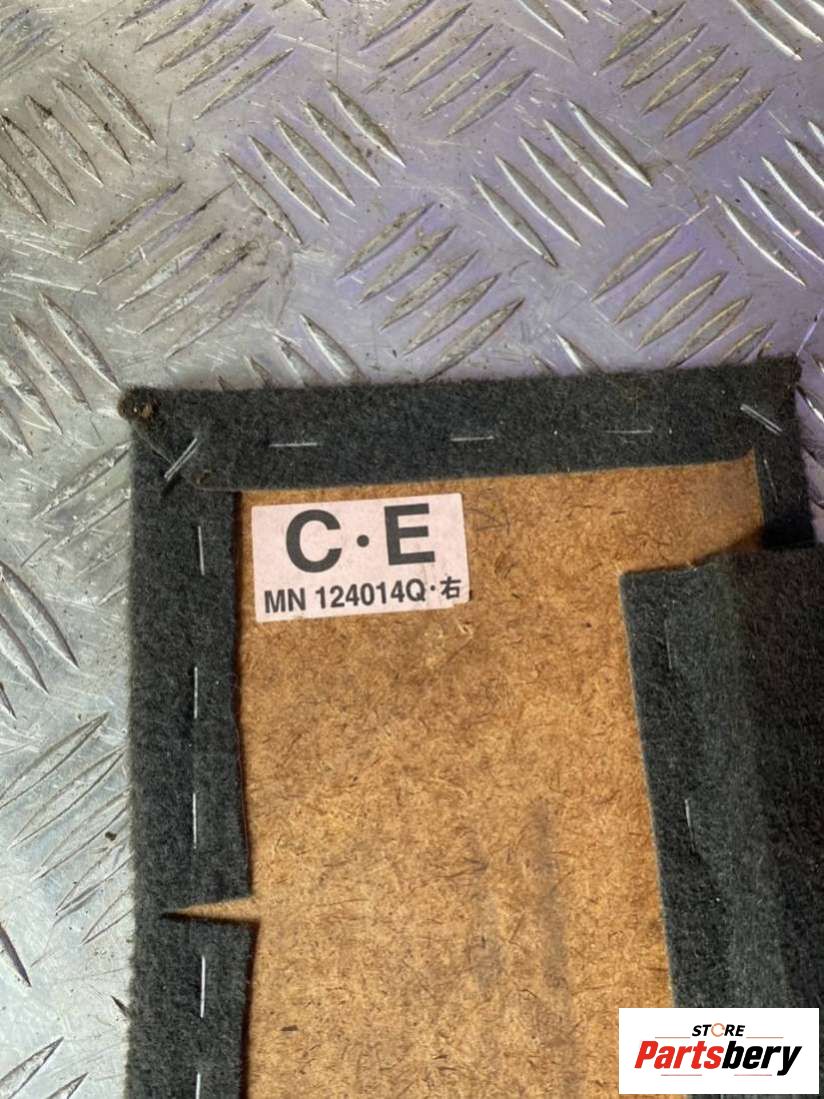 C·E
MN 124014Q·右
STORE
Partsbery